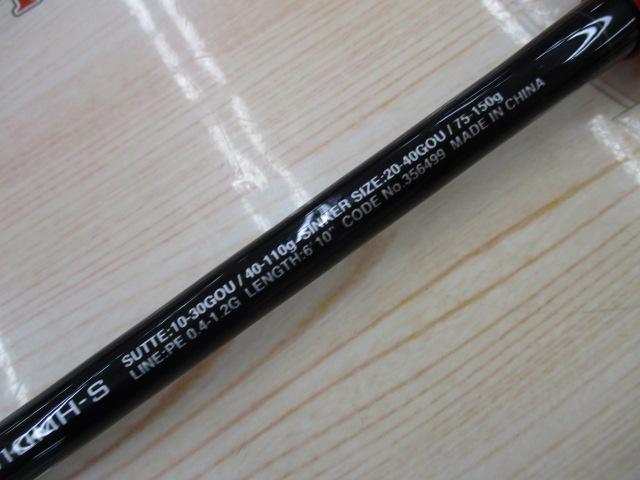 SUTTE:10-30GOU / 40-110g SINKER SIZE:20-40GOU / 75-150g
LINE:PE 0.4-1.2G LENGTH:6'10" CODE No.356499 MADE IN CHINA
MH-S